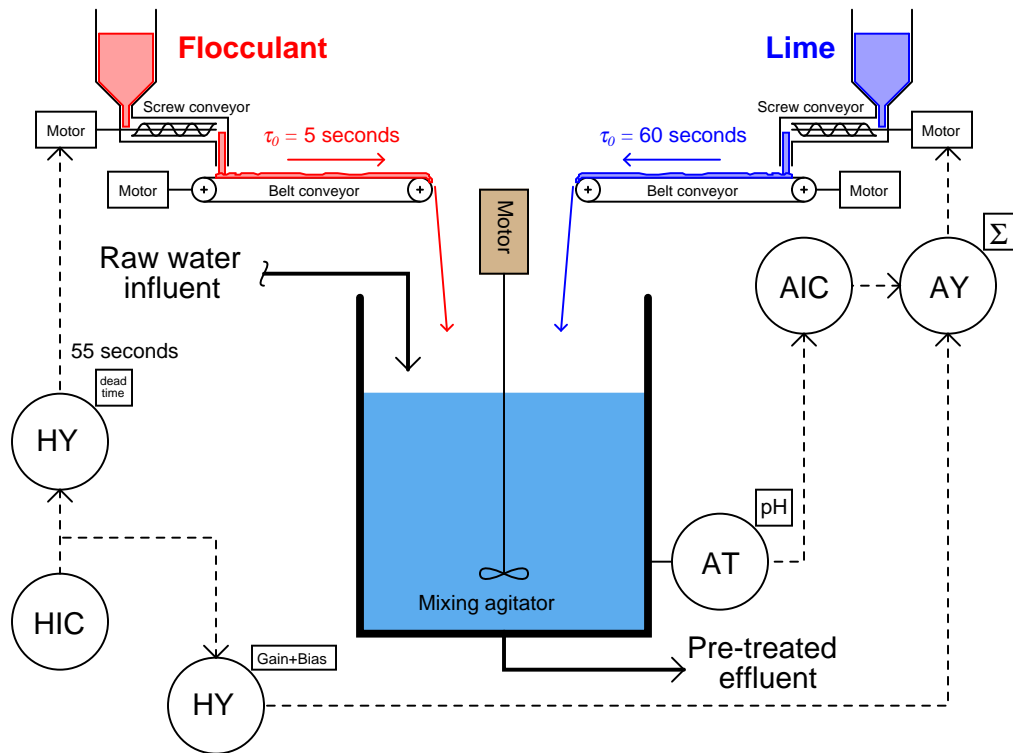 Flocculant
Lime
Screw conveyor
Screw conveyor
Motor
τ0 = 5 seconds
τ0 = 60 seconds
Motor
Motor
+
Belt conveyor
+
+
Belt conveyor
+
Motor
Motor
Σ
Raw water
influent
AIC
AY
55 seconds
dead
time
HY
pH
AT
HIC
Mixing agitator
Gain+Bias
HY
Pre-treated
effluent